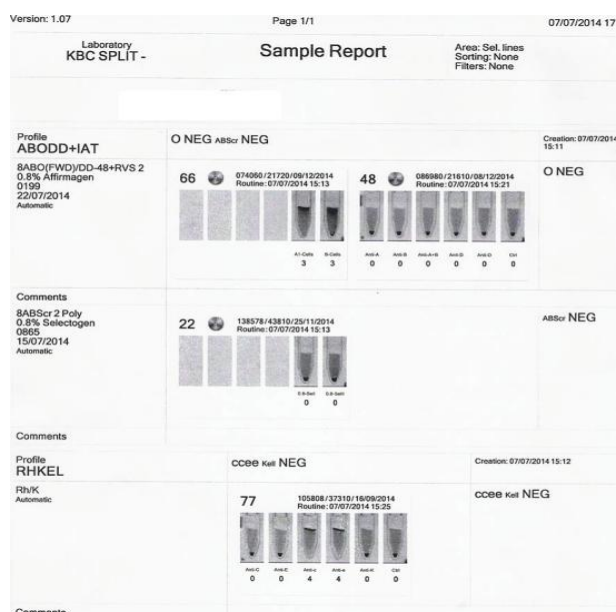 Version: 1.07
Page 1/1
07/07/2014 17
Laboratory
KBC SPLIT -
Sample Report
Area: Sel. lines
Sorting: None
Filters: None
Profile
ABODD+IAT
O NEG ABScr NEG
Creation: 07/07/2014
15:11
8ABO(FWD)/DD-48+RVS 2
0.8% Affirmagen
0199
22/07/2014
Automatic
66
074060/21720/09/12/2014
Routine: 07/07/2014 15:13
A1-Cells B-Cells
3 3
48
086980/21610/08/12/2014
Routine: 07/07/2014 15:21
Anti-A Anti-B Anti-A+B Anti-D Anti-D Ctrl
0 0 0 0 0 0
O NEG
Comments
8ABScr 2 Poly
0.8% Selectogen
0865
15/07/2014
Automatic
22
138578/43810/25/11/2014
Routine: 07/07/2014 15:13
0 0
ABScr NEG
Comments
Profile
RHKEL
ccee Kell NEG
Creation: 07/07/2014 15:12
Rh/K
Automatic
77
105808/37310/16/09/2014
Routine: 07/07/2014 15:25
Anti-C Anti-E Anti-c Anti-e Anti-K Ctrl
0 0 4 4 0 0
ccee Kell NEG
Comments